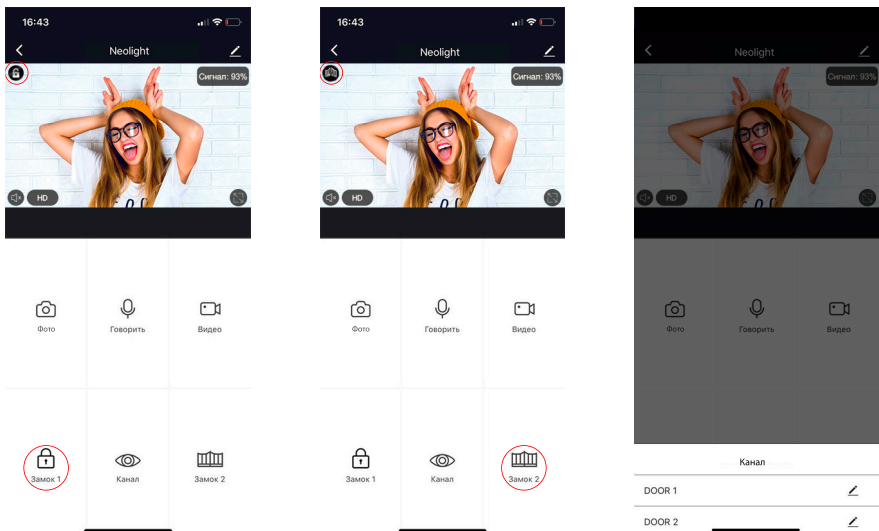 16:43
Neolight
Сигнал: 93%
HD
Фото
Говорить
Видео
Замок 1
Канал
Замок 2
16:43
Neolight
Сигнал: 93%
HD
Фото
Говорить
Видео
Замок 1
Канал
Замок 2
Neolight
Сигнал: 93%
HD
Фото
Говорить
Видео
Канал
DOOR 1
DOOR 2